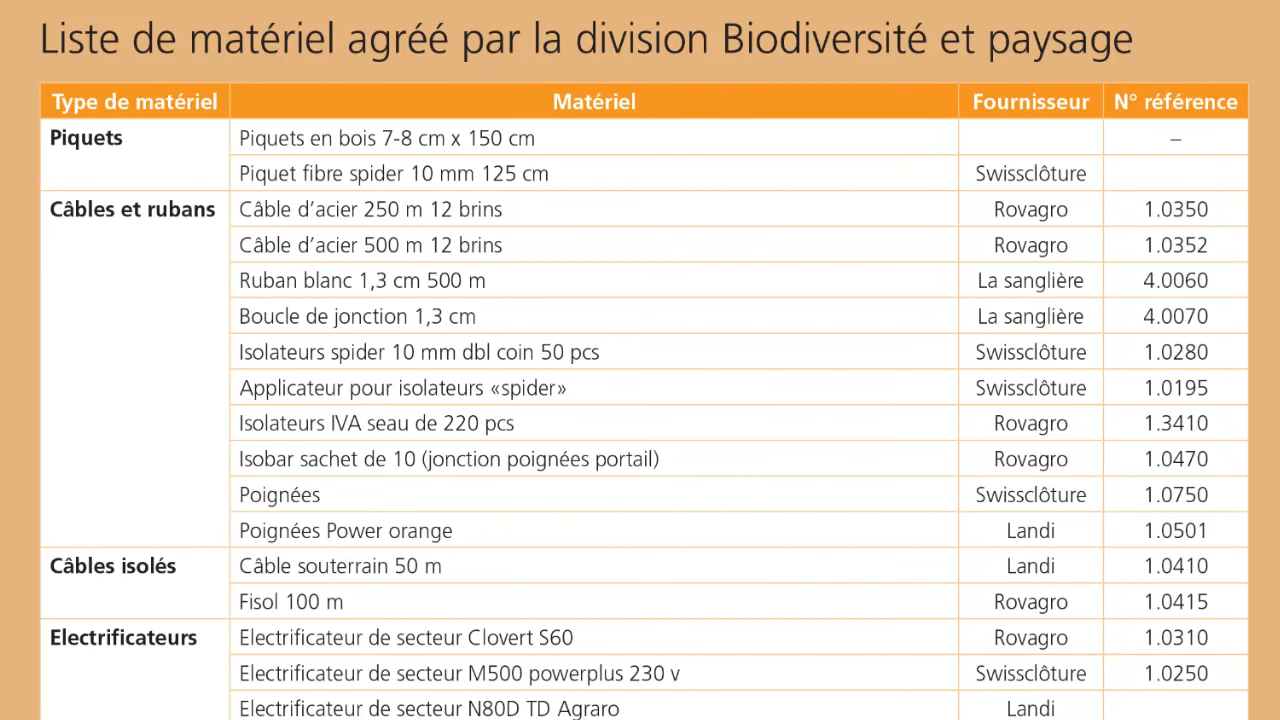 Liste de matériel agréé par la division Biodiversité et paysage
Type de matériel Matériel Fournisseur N° référence
Piquets Piquets en bois 7-8 cm x 150 cm –
Piquet fibre spider 10 mm 125 cm Swissclôture
Câbles et rubans Câble d’acier 250 m 12 brins Rovagro 1.0350
Câble d’acier 500 m 12 brins Rovagro 1.0352
Ruban blanc 1,3 cm 500 m La sanglière 4.0060
Boucle de jonction 1,3 cm La sanglière 4.0070
Isolateurs spider 10 mm dbl coin 50 pcs Swissclôture 1.0280
Applicateur pour isolateurs «spider» Swissclôture 1.0195
Isolateurs IVA seau de 220 pcs Rovagro 1.3410
Isobar sachet de 10 (jonction poignées portail) Rovagro 1.0470
Poignées Swissclôture 1.0750
Poignées Power orange Landi 1.0501
Câbles isolés Câble souterrain 50 m Landi 1.0410
Fisol 100 m Rovagro 1.0415
Electrificateurs Electrificateur de secteur Clovert S60 Rovagro 1.0310
Electrificateur de secteur M500 powerplus 230 v Swissclôture 1.0250
Electrificateur de secteur N80D TD Agraro Landi